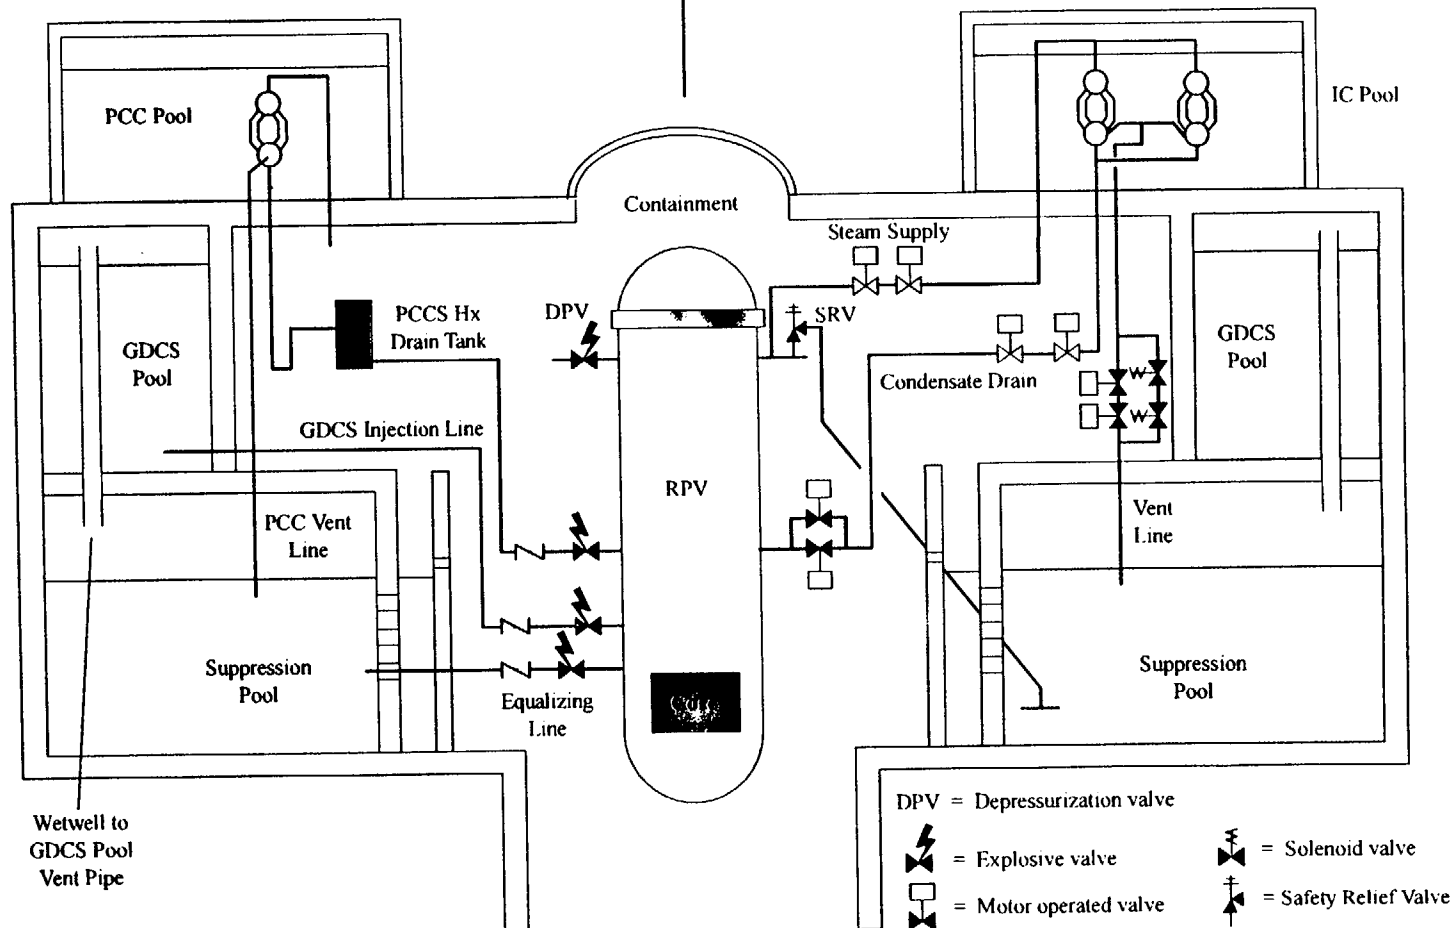 PCC Pool
IC Pool
Containment
Steam Supply
DPV
PCCS Hx
Drain Tank
SRV
GDCS
Pool
GDCS
Pool
Condensate Drain
GDCS Injection Line
RPV
PCC Vent
Line
Vent
Line
Suppression
Pool
Suppression
Pool
Core
Equalizing
Line
Wetwell to
GDCS Pool
Vent Pipe
DPV = Depressurization valve
= Explosive valve
= Solenoid valve
= Motor operated valve
= Safety Relief Valve